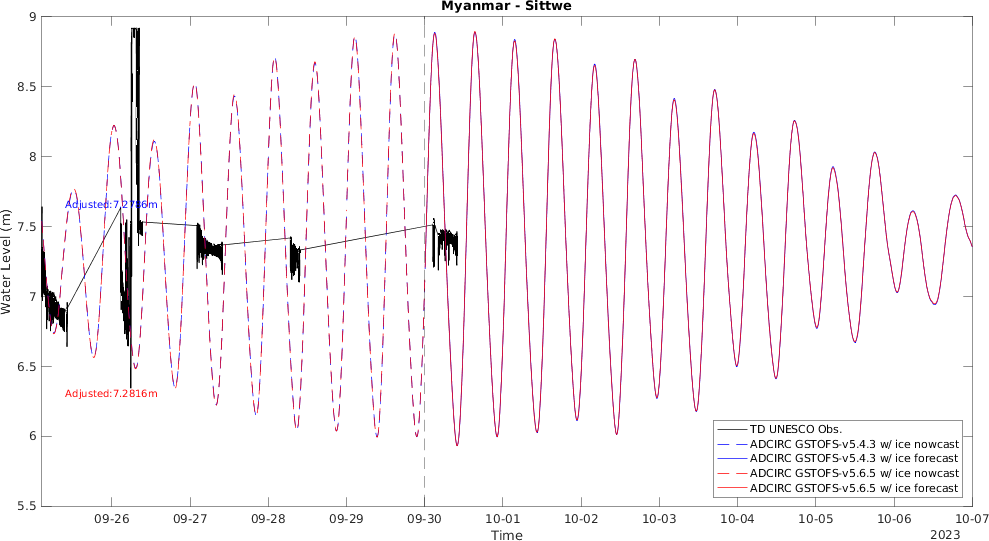 Myanmar - Sittwe
9
8.5
8
7.5
7
6.5
6
5.5
Water Level (m)
Adjusted:7.2786m
Adjusted:7.2816m
TD UNESCO Obs.
ADCIRC GSTOFS-v5.4.3 w/ ice nowcast
ADCIRC GSTOFS-v5.4.3 w/ ice forecast
ADCIRC GSTOFS-v5.6.5 w/ ice nowcast
ADCIRC GSTOFS-v5.6.5 w/ ice forecast
09-26 09-27 09-28 09-29 09-30 10-01 10-02 10-03 10-04 10-05 10-06 10-07
Time
2023